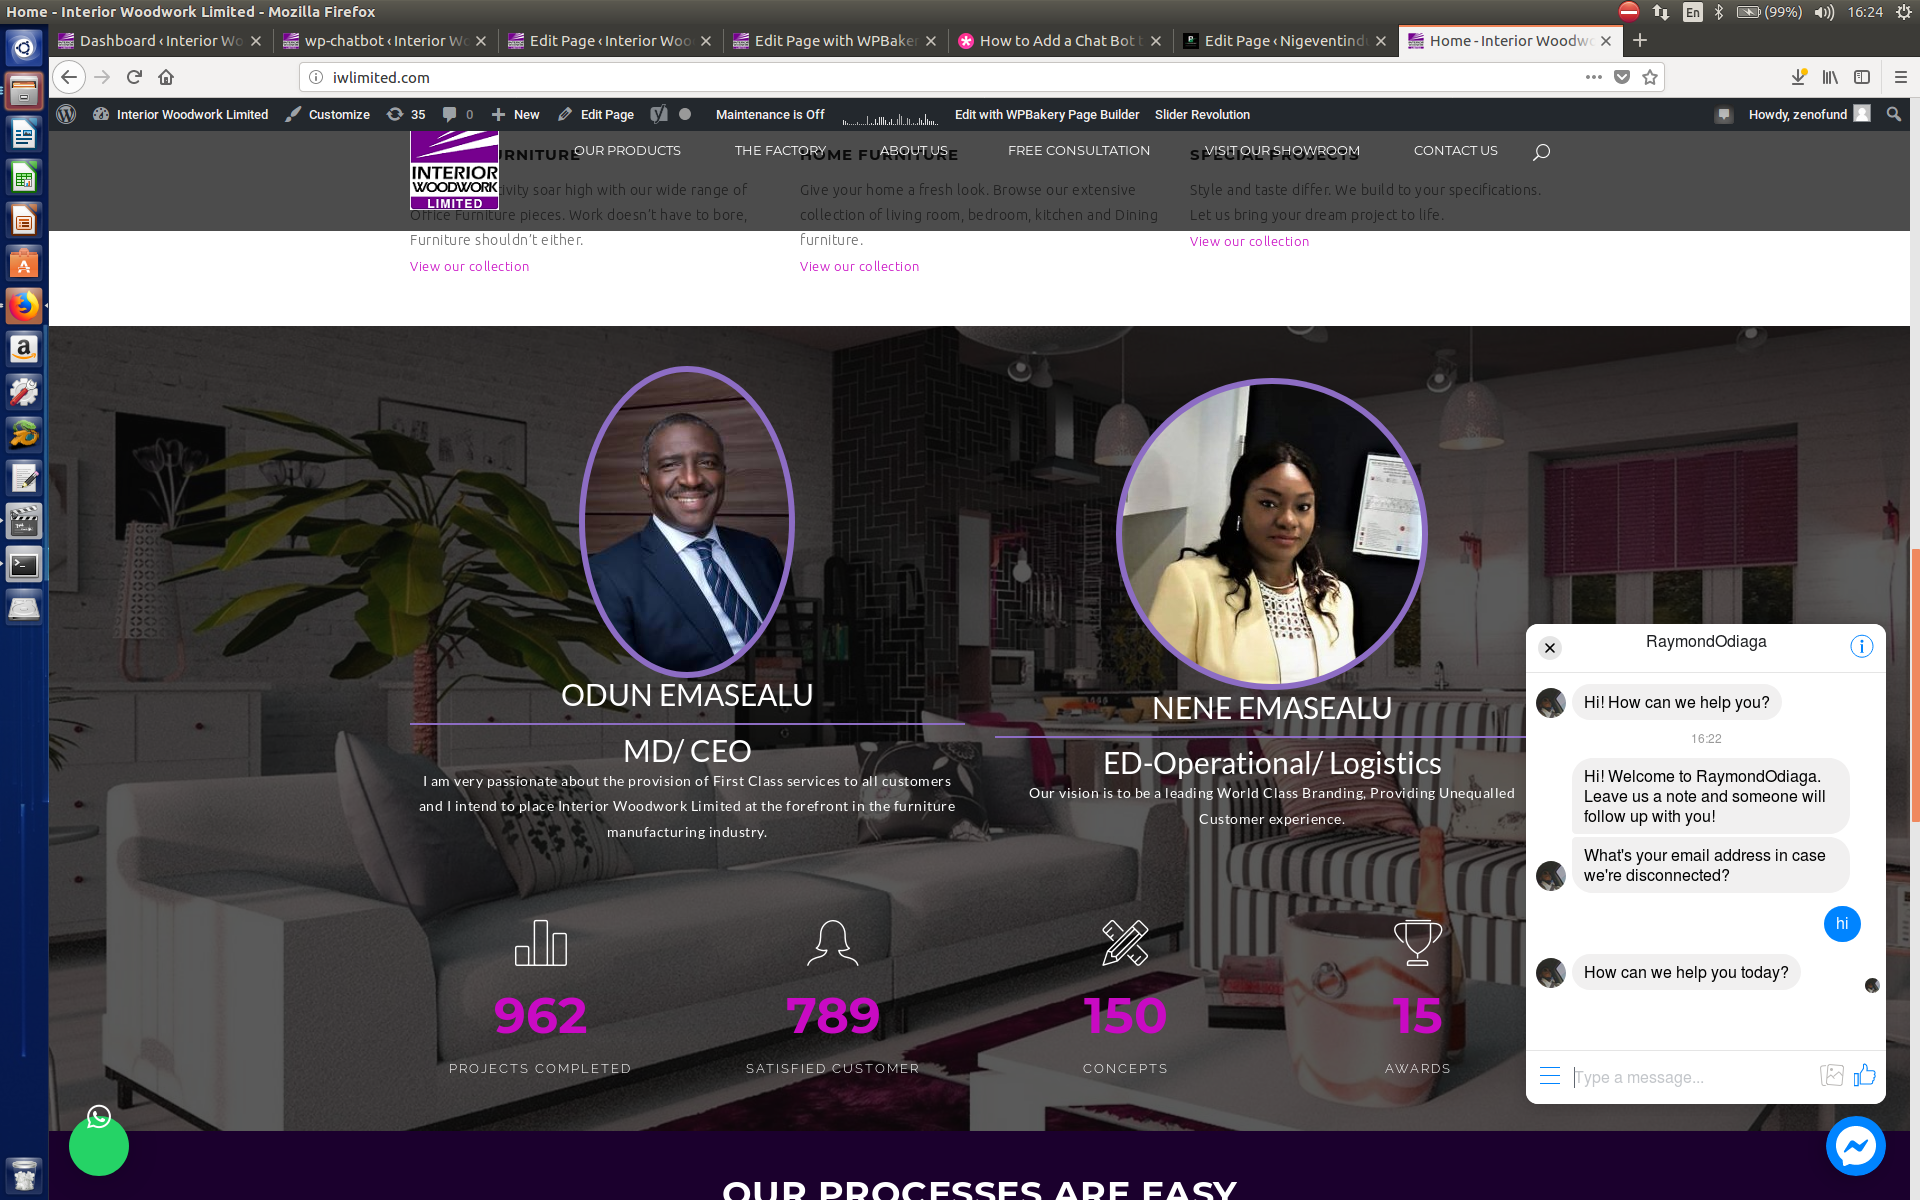 Home - Interior Woodwork Limited - Mozilla Firefox
En (99%) 16:24
Dashboard ‹ Interior Wo
wp-chatbot ‹ Interior Wo
Edit Page ‹ Interior Woo
Edit Page with WPBaker
How to Add a Chat Bot t
Edit Page ‹ Nigeventindu
Home - Interior Woodwo
iwlimited.com
Interior Woodwork Limited Customize 35 0 New Edit Page Maintenance is Off Edit with WPBakery Page Builder Slider Revolution Howdy, zenofund
OUR PRODUCTS THE FACTORY ABOUT US FREE CONSULTATION VISIT OUR SHOWROOM CONTACT US
INTERIOR
WOODWORK
LIMITED
URNITURE
ivity soar high with our wide range of
Office Furniture pieces. Work doesn't have to bore,
Furniture shouldn't either.
View our collection
HOME FURNITURE
Give your home a fresh look. Browse our extensive
collection of living room, bedroom, kitchen and Dining
furniture.
View our collection
SPECIAL PROJECTS
Style and taste differ. We build to your specifications.
Let us bring your dream project to life.
View our collection
ODUN EMASEALU
MD/ CEO
I am very passionate about the provision of First Class services to all customers
and I intend to place Interior Woodwork Limited at the forefront in the furniture
manufacturing industry.
NENE EMASEALU
ED-Operational/ Logistics
Our vision is to be a leading World Class Branding, Providing Unequalled
Customer experience.
962
PROJECTS COMPLETED
789
SATISFIED CUSTOMER
150
CONCEPTS
15
AWARDS
OUR PROCESSES ARE EASY
RaymondOdiaga
Hi! How can we help you?
16:22
Hi! Welcome to RaymondOdiaga.
Leave us a note and someone will
follow up with you!
What's your email address in case
we're disconnected?
hi
How can we help you today?
Type a message...